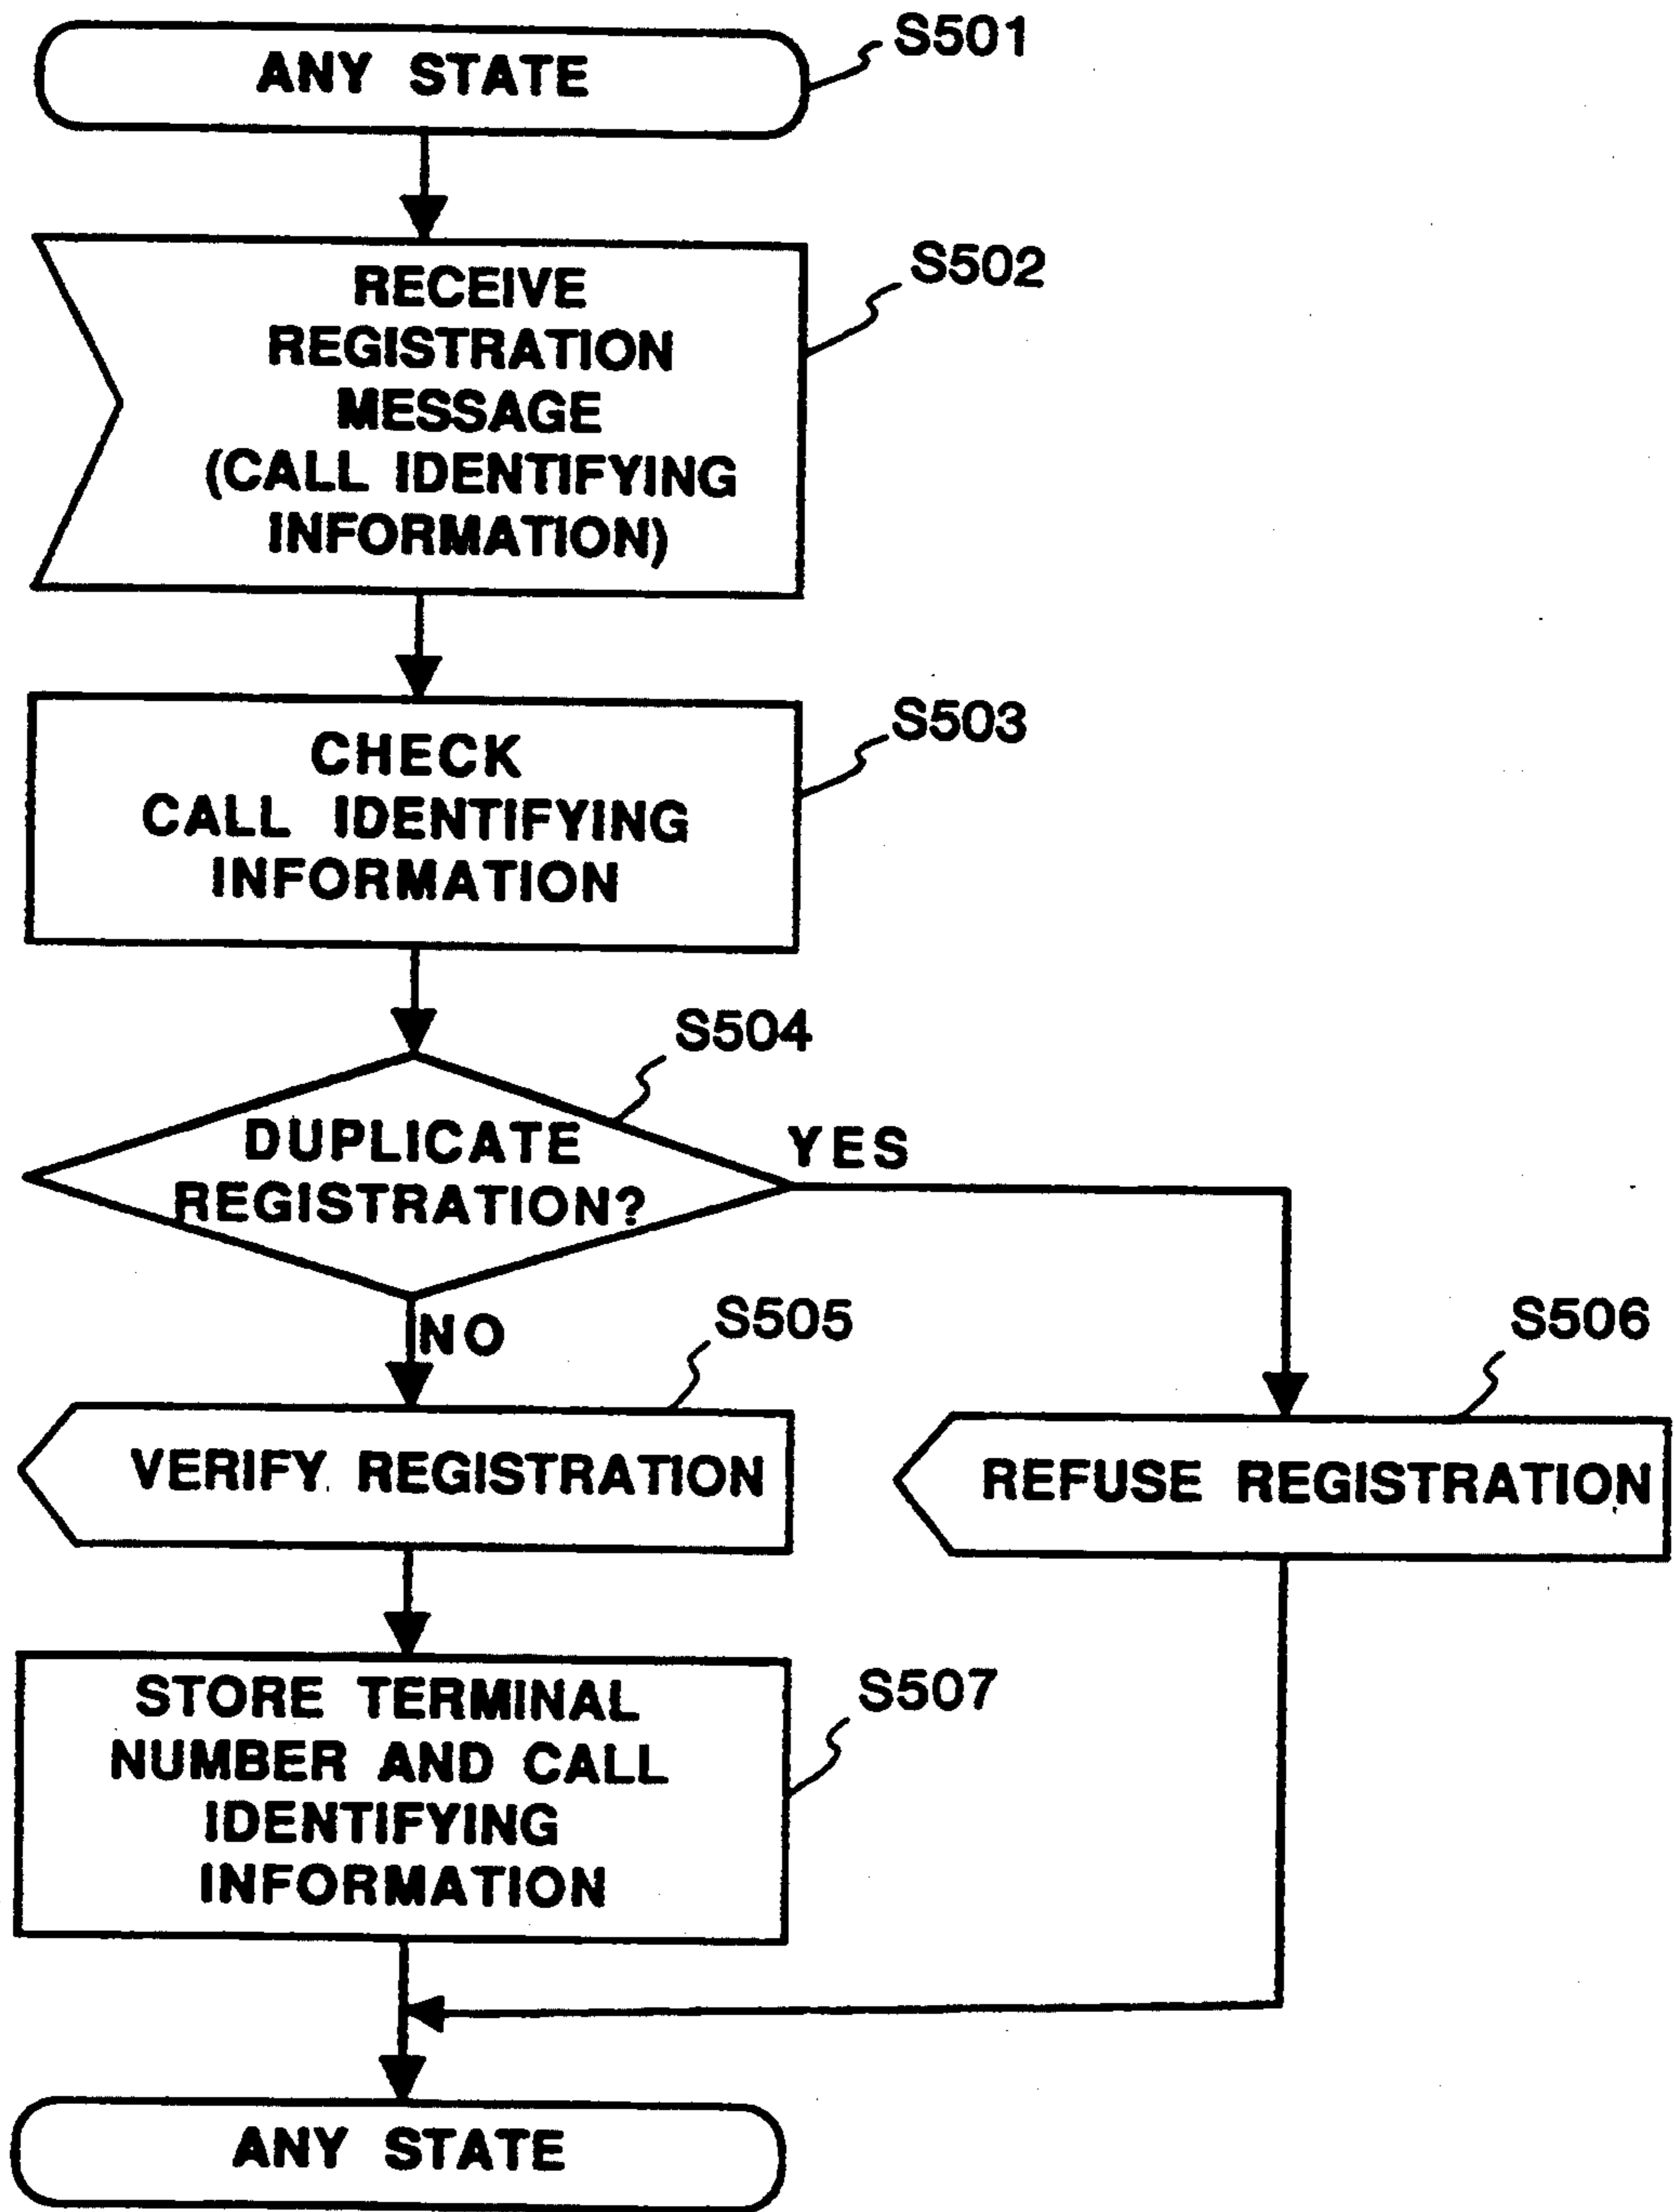 ANY STATE
S501
RECEIVE
REGISTRATION
MESSAGE
(CALL IDENTIFYING
INFORMATION)
S502
CHECK
CALL IDENTIFYING
INFORMATION
S503
S504
DUPLICATE
REGISTRATION?
YES
NO
S505
S506
VERIFY REGISTRATION
REFUSE REGISTRATION
STORE TERMINAL
NUMBER AND CALL
IDENTIFYING
INFORMATION
S507
ANY STATE